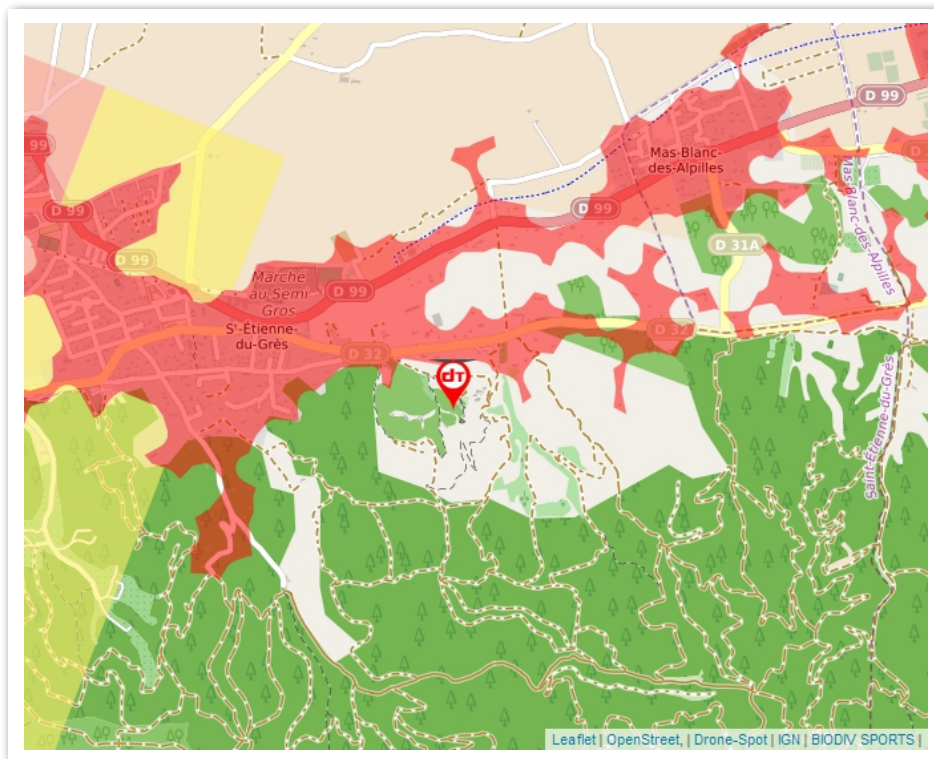 D 99
99
D 99
D 99
D 99
D 99
Mas-Blanc-
des-Alpilles
D 31A
Marché
au Semi
Gros
St-Étienne-
du-Grès
D 32
D 32
dT
Mas-Blanc-des-Alpilles
Saint-Étienne-du-Grès
Leaflet | OpenStreet, | Drone-Spot | IGN | BIODIV SPORTS |